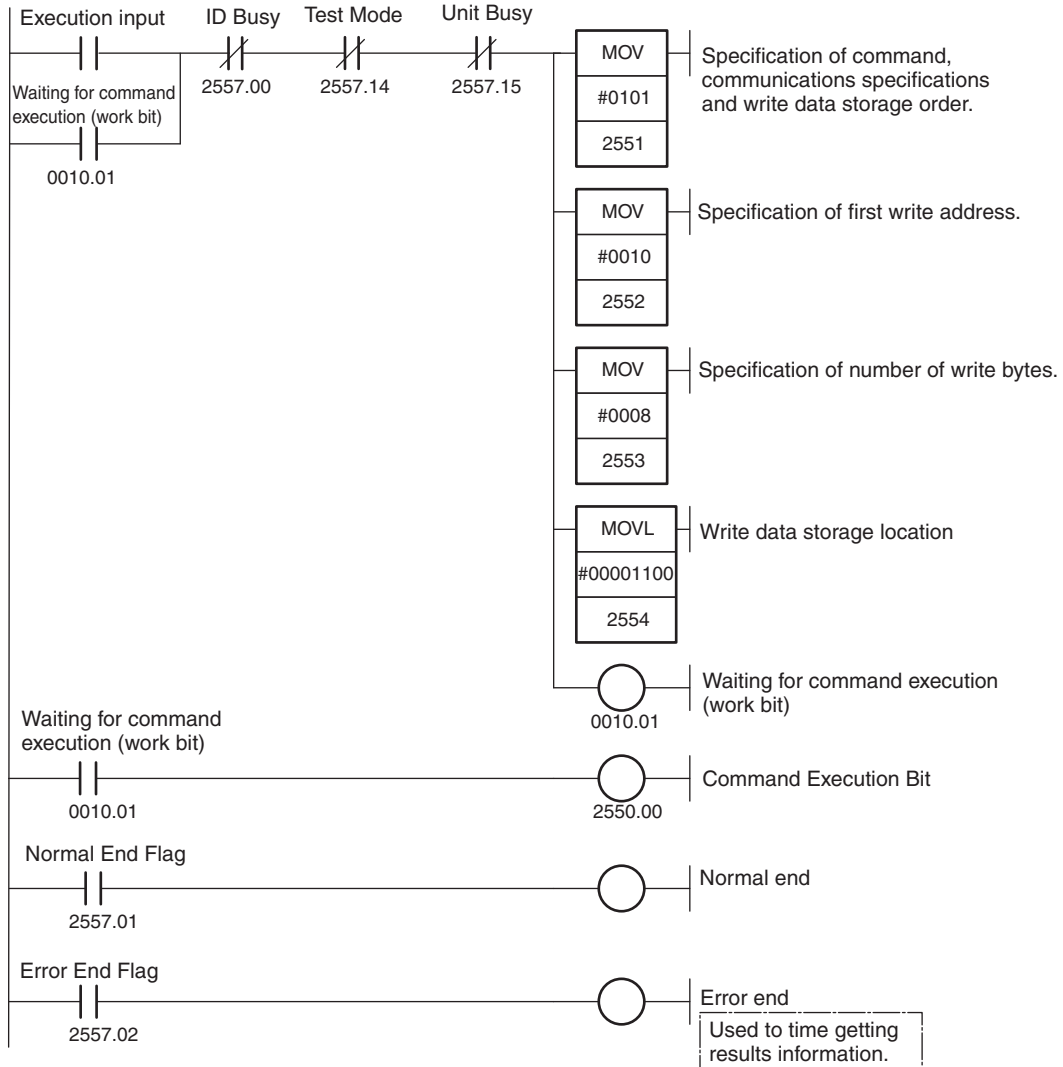 Execution input
ID Busy
Test Mode
Unit Busy
2557.00
2557.14
2557.15
Waiting for command
execution (work bit)
0010.01
MOV
#0101
2551
Specification of command,
communications specifications
and write data storage order.
MOV
#0010
2552
Specification of first write address.
MOV
#0008
2553
Specification of number of write bytes.
MOVL
#00001100
2554
Write data storage location
0010.01
Waiting for command execution
(work bit)
Waiting for command
execution (work bit)
0010.01
2550.00
Command Execution Bit
Normal End Flag
2557.01
Normal end
Error End Flag
2557.02
Error end
Used to time getting
results information.